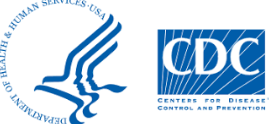 DEPARTMENT OF HEALTH & HUMAN SERVICES·USA
CDC
CENTERS FOR DISEASE
CONTROL AND PREVENTION